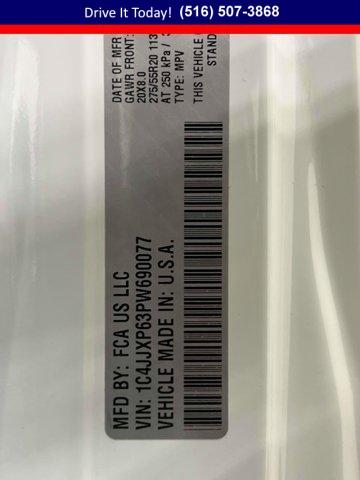 Drive It Today! (516) 507-3868
MFD BY: FCA US LLC
VIN: 1C4JJXP63PW690077
VEHICLE MADE IN: U.S.A.
DATE OF MFR
GAWR FRONT:
20X8.0
275/55R20 113
AT 250 kPa /
TYPE: MPV
THIS VEHICLE
STAND